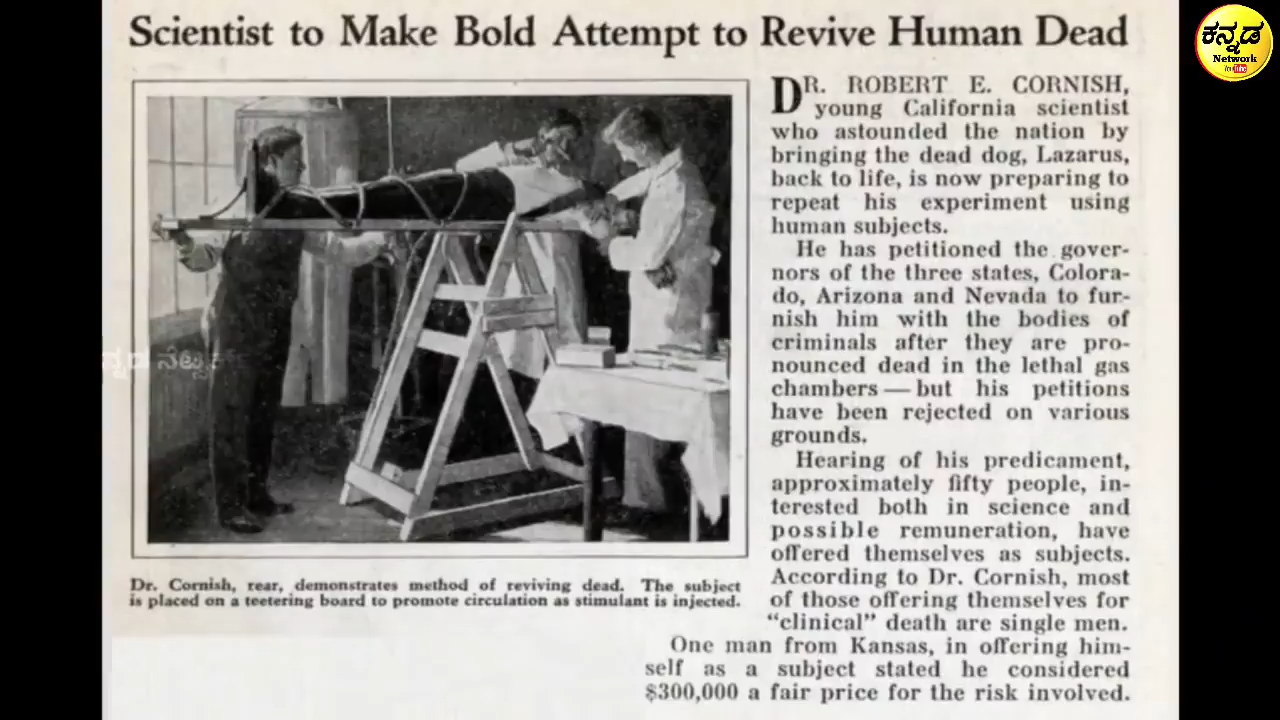 Scientist to Make Bold Attempt to Revive Human Dead
ಕನ್ನಡ
Network
DR. ROBERT E. CORNISH,
young California scientist
who astounded the nation by
bringing the dead dog, Lazarus,
back to life, is now preparing to
repeat his experiment using
human subjects.
He has petitioned the gover-
nors of the three states, Colora-
do, Arizona and Nevada to fur-
nish him with the bodies of
criminals after they are pro-
nounced dead in the lethal gas
chambers — but his petitions
have been rejected on various
grounds.
Hearing of his predicament,
approximately fifty people, in-
terested both in science and
possible remuneration, have
offered themselves as subjects.
According to Dr. Cornish, most
of those offering themselves for
"clinical" death are single men.
One man from Kansas, in offering him-
self as a subject stated he considered
$300,000 a fair price for the risk involved.
Dr. Cornish, rear, demonstrates method of reviving dead. The subject
is placed on a teetering board to promote circulation as stimulant is injected.